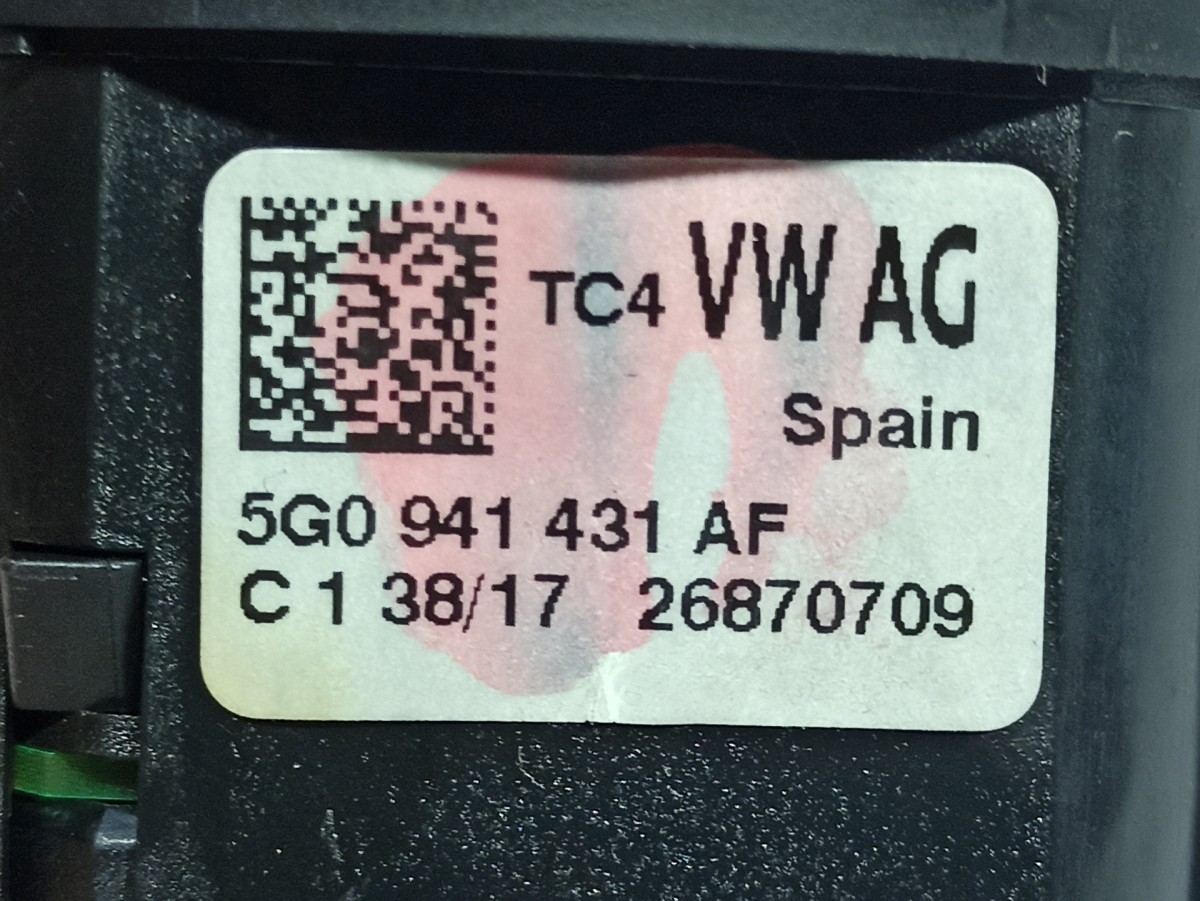 TC4 VW AG
Spain
5G0 941 431 AF
C 1 38/17 26870709